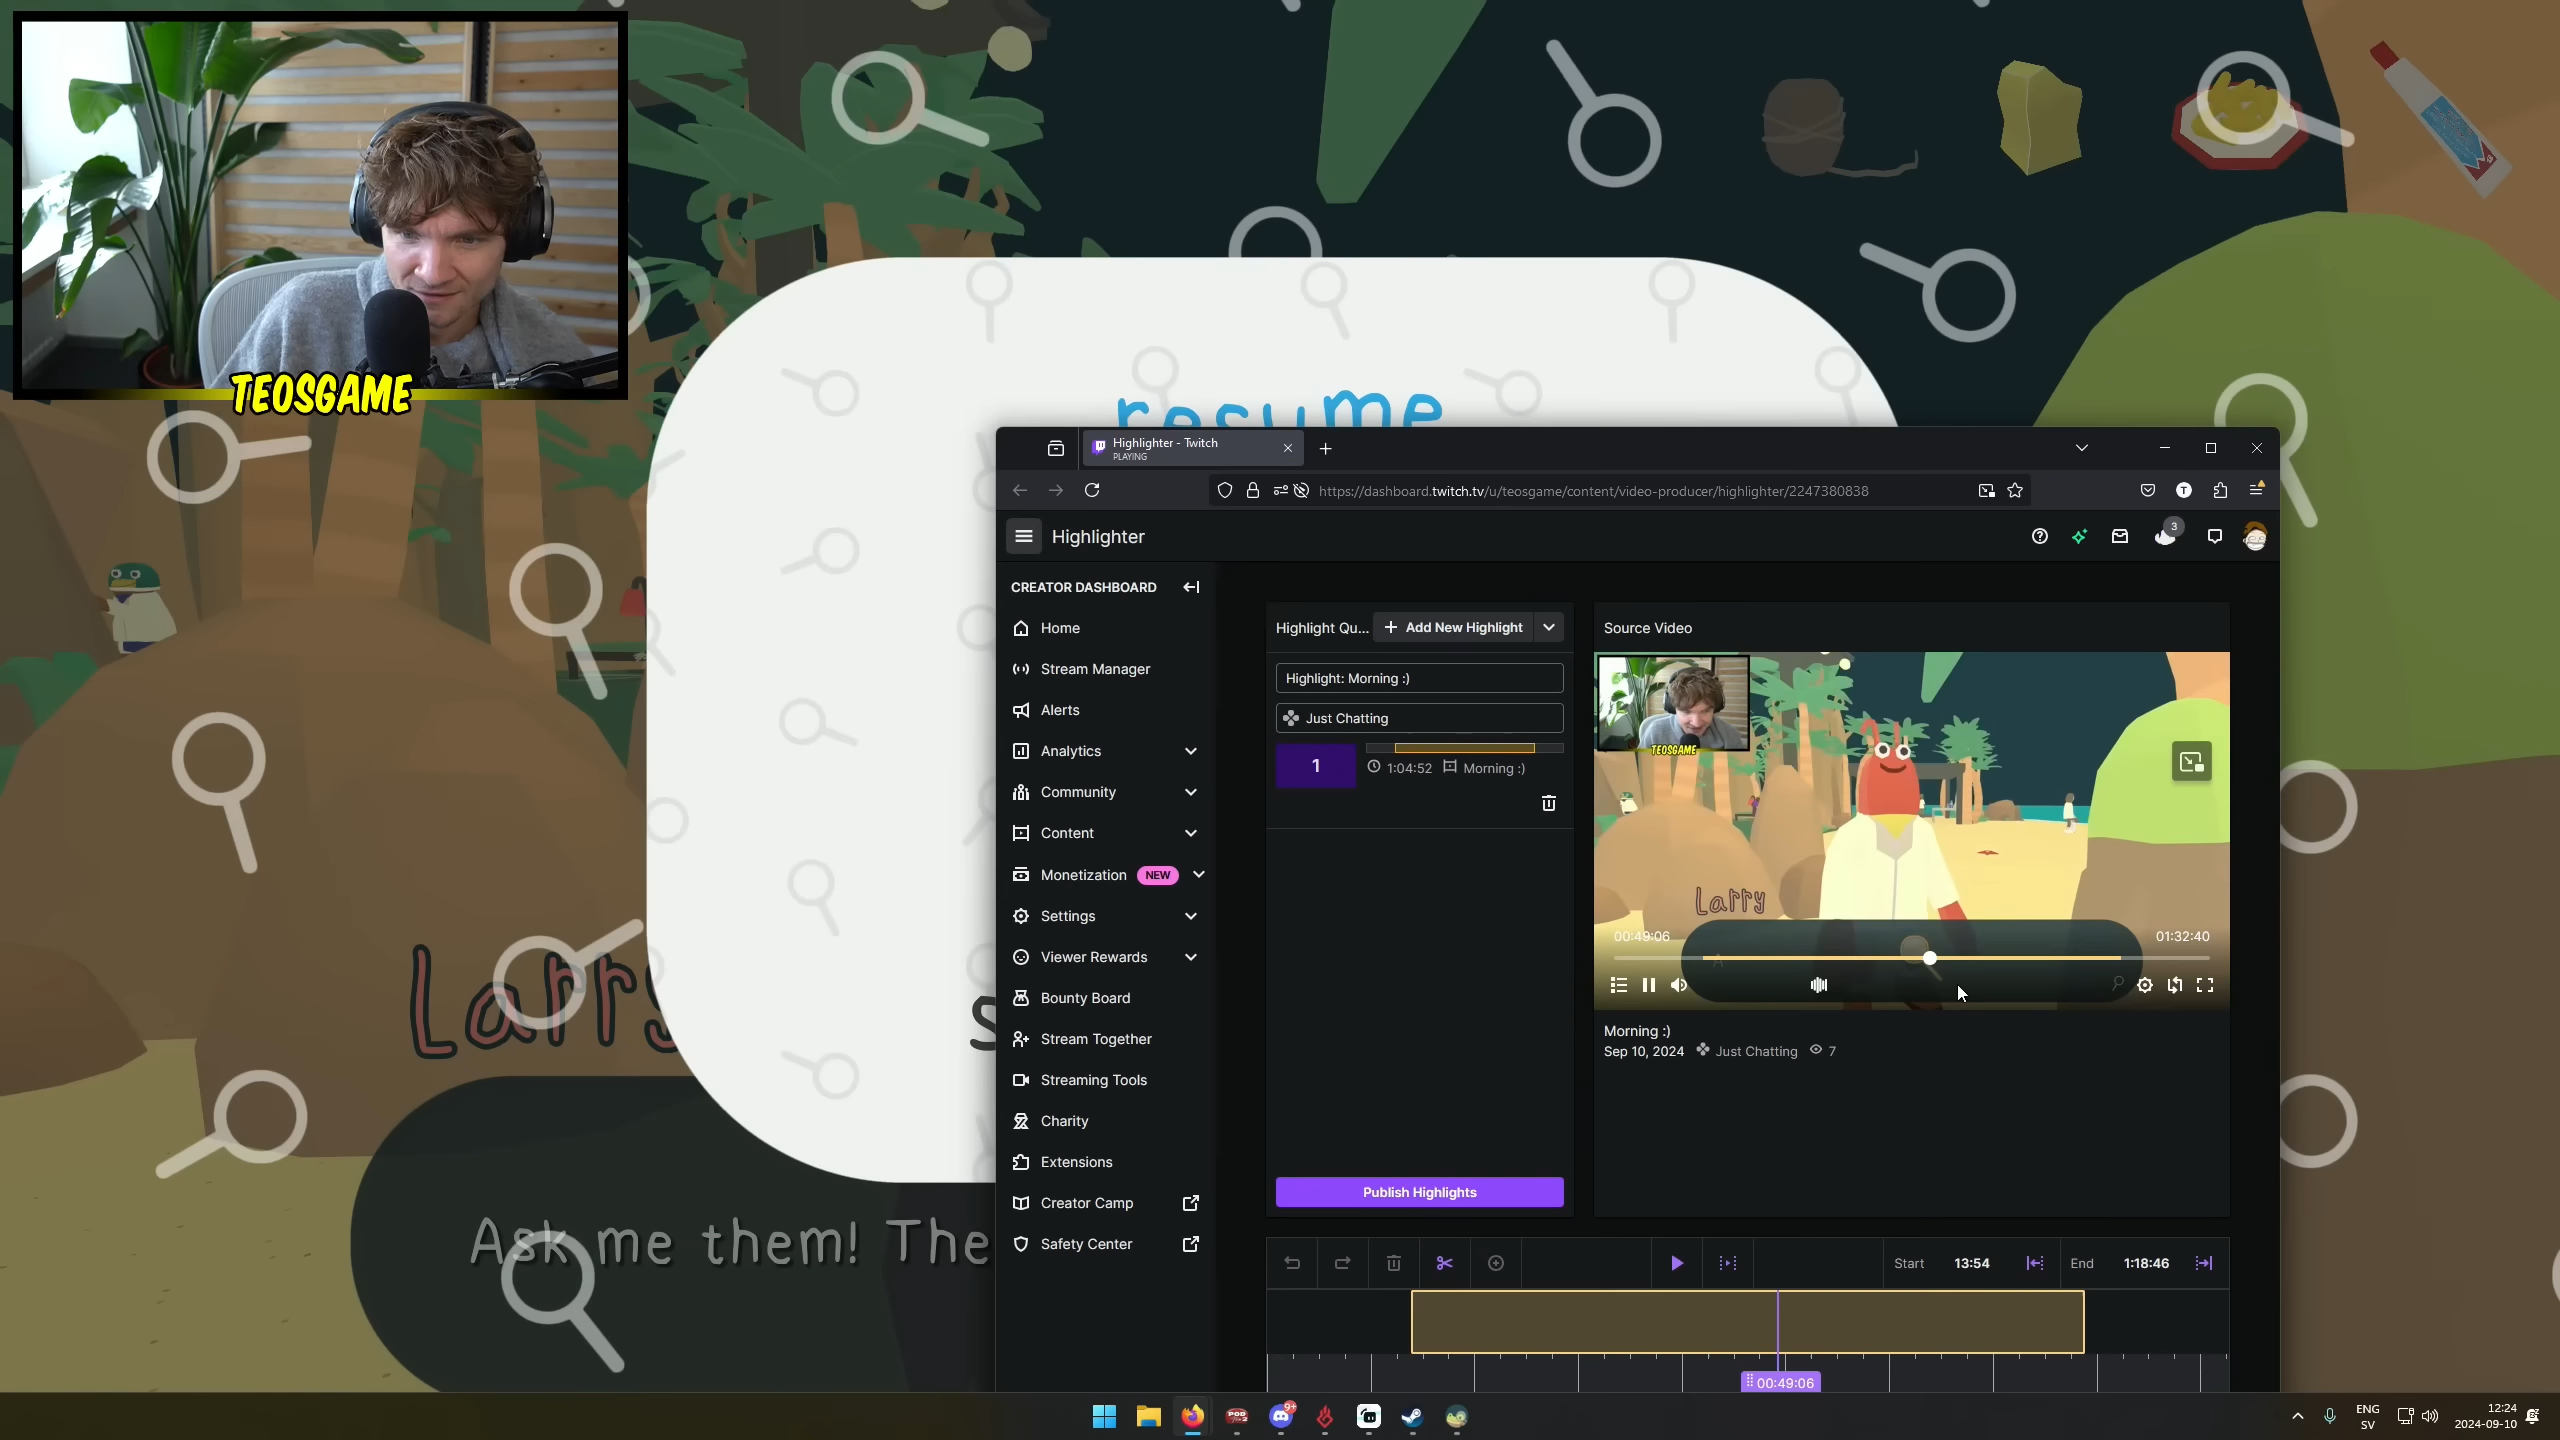 TEOSGAME
resume
Larry
Ask me them! The
Highlighter - Twitch
PLAYING
https://dashboard.twitch.tv/u/teosgame/content/video-producer/highlighter/2247380838
Highlighter
3
CREATOR DASHBOARD
Home
Stream Manager
Alerts
Analytics
Community
Content
Monetization NEW
Settings
Viewer Rewards
Bounty Board
Stream Together
Streaming Tools
Charity
Extensions
Creator Camp
Safety Center
Highlight Qu... Add New Highlight
Highlight: Morning :)
Just Chatting
1
1:04:52 Morning :)
Publish Highlights
Source Video
TEOSGAME
Larry
00:49:06 01:32:40
Morning :)
Sep 10, 2024 Just Chatting 7
Start 13:54 End 1:18:46
00:49:06
POD
9+
ENG
SV
12:24
2024-09-10